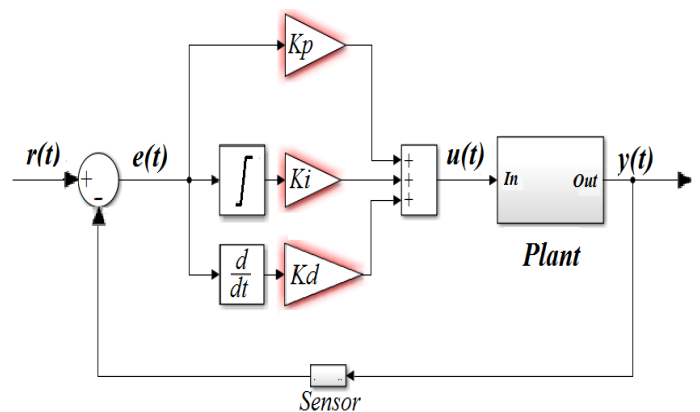 Kp
r(t)
e(t)
+
-
∫
Ki
+
+
+
u(t)
In
Out
y(t)
Plant
d
dt
Kd
Sensor